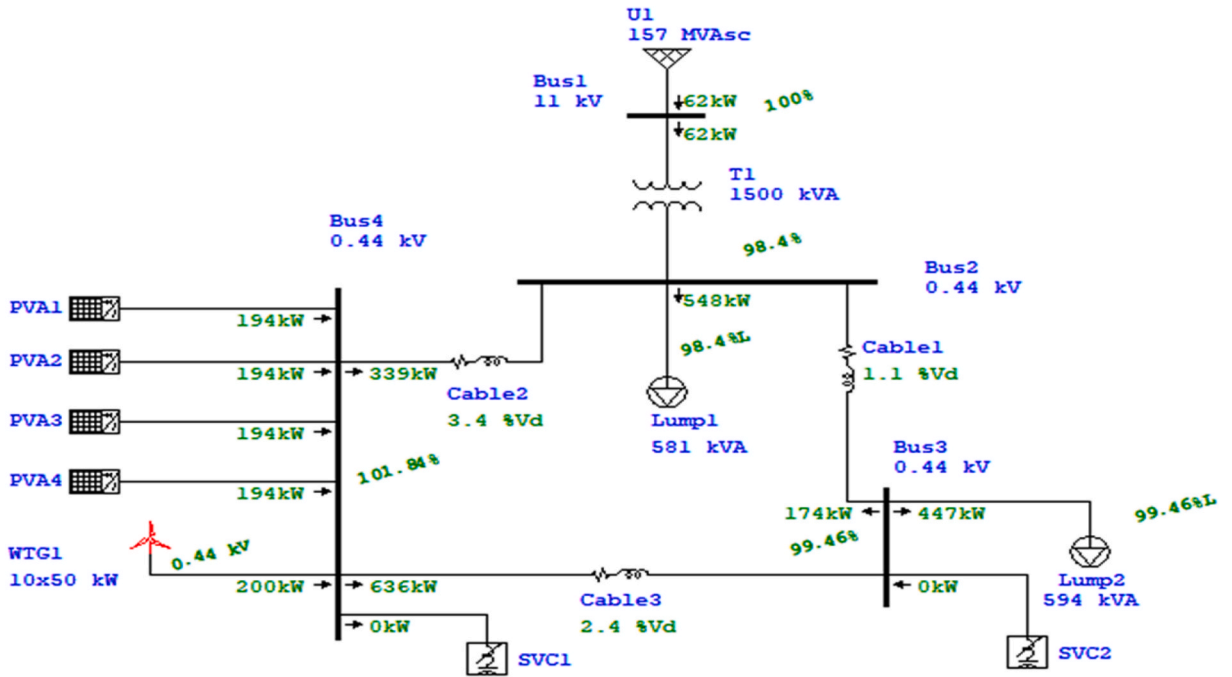 U1
157 MVAsc
Bus1
11 kV
62kW
100%
62kW
T1
1500 kVA
Bus4
0.44 kV
98.4%
Bus2
0.44 kV
PVA1
194kW
548kW
98.4%L
Cable1
1.1 %Vd
PVA2
194kW
339kW
Cable2
3.4 %Vd
Lump1
581 kVA
PVA3
194kW
Bus3
0.44 kV
101.84%
PVA4
194kW
174kW
447kW
99.46%L
99.46%
WTG1
10x50 kW
0.44 kV
200kW
636kW
Cable3
2.4 %Vd
0kW
Lump2
594 kVA
0kW
SVC1
SVC2